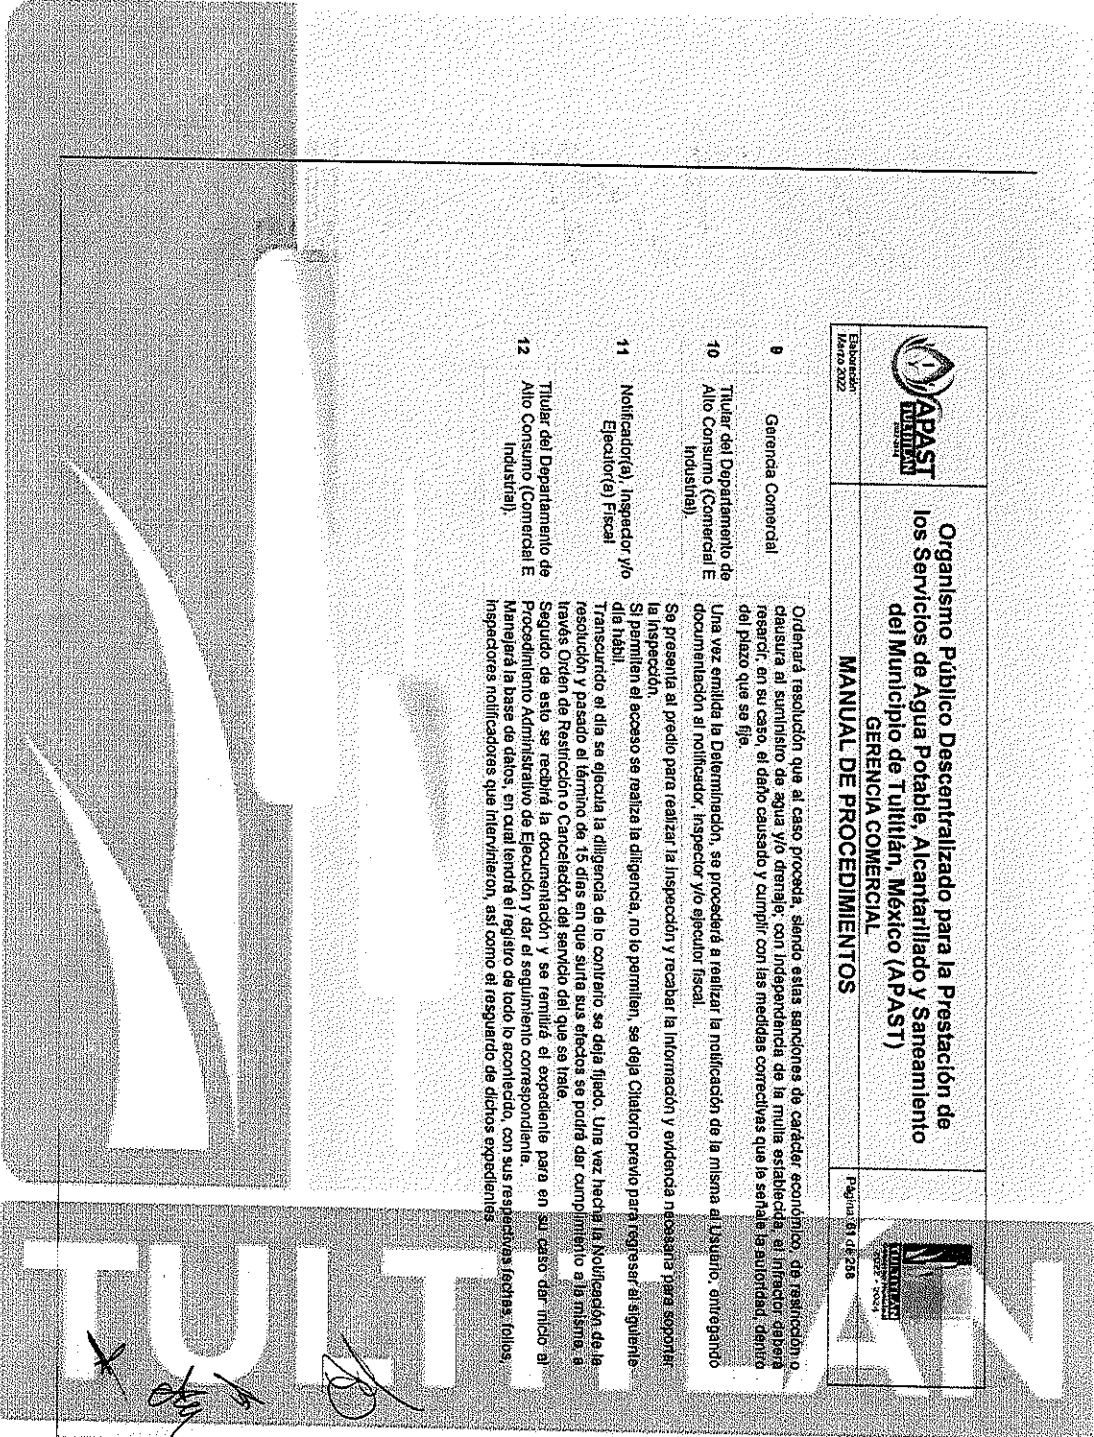 APAST
TULTITLÁN
2022-2024
Organismo Público Descentralizado para la Prestación de
los Servicios de Agua Potable, Alcantarillado y Saneamiento
del Municipio de Tultitlán, México (APAST)
GERENCIA COMERCIAL
TULTITLÁN
2022 - 2024
Elaboración
Marzo 2022
MANUAL DE PROCEDIMIENTOS
Página: 61 de 268
9
Gerencia Comercial
Ordenará resolución que al caso proceda, siendo estas sanciones de carácter económico, de restricción o
clausura al suministro de agua y/o drenaje, con independencia de la multa establecida, el infractor deberá
resarcir, en su caso, el daño causado y cumplir con las medidas correctivas que le señale la autoridad, dentro
del plazo que se fije.
10
Titular del Departamento de
Alto Consumo (Comercial E
Industrial).
Una vez emitida la Determinación, se procederá a realizar la notificación de la misma al Usuario, entregando
documentación al notificador, inspector y/o ejecutor fiscal.
11
Notificador(a), Inspector y/o
Ejecutor(a) Fiscal
Se presenta al predio para realizar la inspección y recabar la información y evidencia necesaria para soportar
la inspección.
Si permiten el acceso se realiza la diligencia, no lo permiten, se deja Citatorio previo para regresar al siguiente
día hábil.
Transcurrido el día se ejecuta la diligencia de lo contrario se deja fijado. Una vez hecha la Notificación de la
resolución y pasado el término de 15 días en que surta sus efectos se podrá dar cumplimiento a la misma, a
través Orden de Restricción o Cancelación del servicio del que se trate.
12
Titular del Departamento de
Alto Consumo (Comercial E
Industrial).
Seguido de esto se recibirá la documentación y se remitirá el expediente para en su caso dar inicio al
Procedimiento Administrativo de Ejecución y dar el seguimiento correspondiente.
Manejará la base de datos, en cual tendrá el registro de todo lo acontecido, con sus respectivas fechas, folios,
inspectores notificadores que intervinieron, así como el resguardo de dichos expedientes.
TULTITLÁN